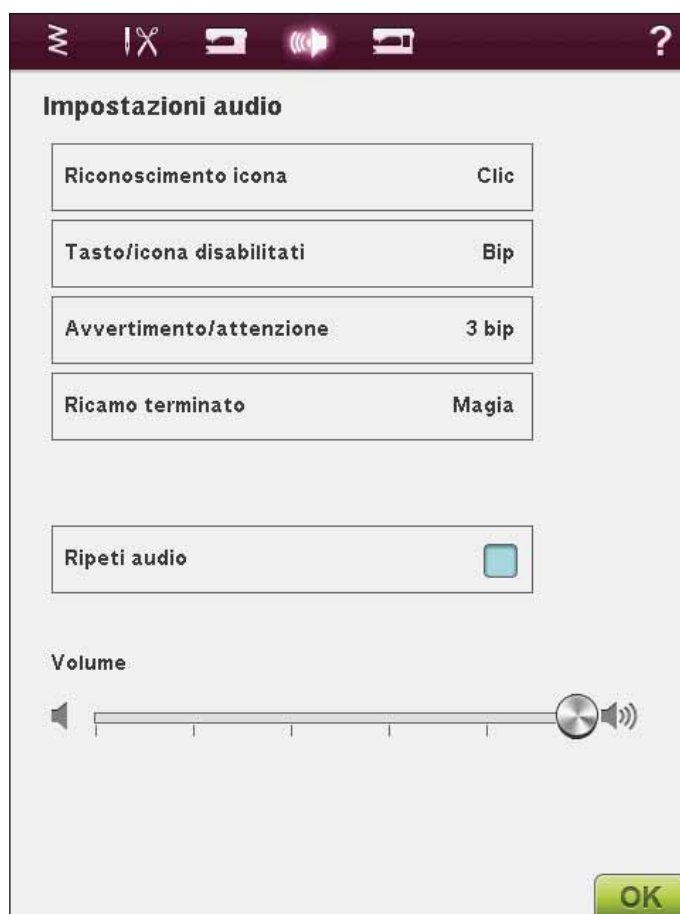 ?
Impostazioni audio
Riconoscimento icona Clic
Tasto/icona disabilitati Bip
Avvertimento/attenzione 3 bip
Ricamo terminato Magia
Ripeti audio
Volume
OK